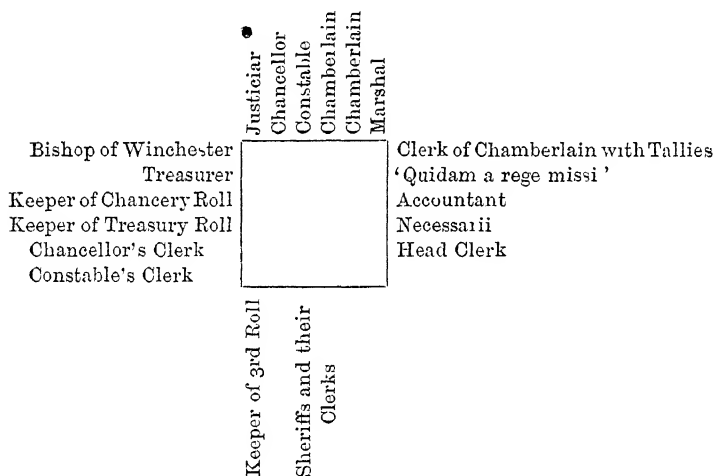 Justiciar
Chancellor
Constable
Chamberlain
Chamberlain
Marshal
Bishop of Winchester
Treasurer
Keeper of Chancery Roll
Keeper of Treasury Roll
Chancellor's Clerk
Constable's Clerk
Clerk of Chamberlain with Tallies
‘Quidam a rege missi’
Accountant
Necessarii
Head Clerk
Keeper of 3rd Roll
Sheriffs and their
Clerks